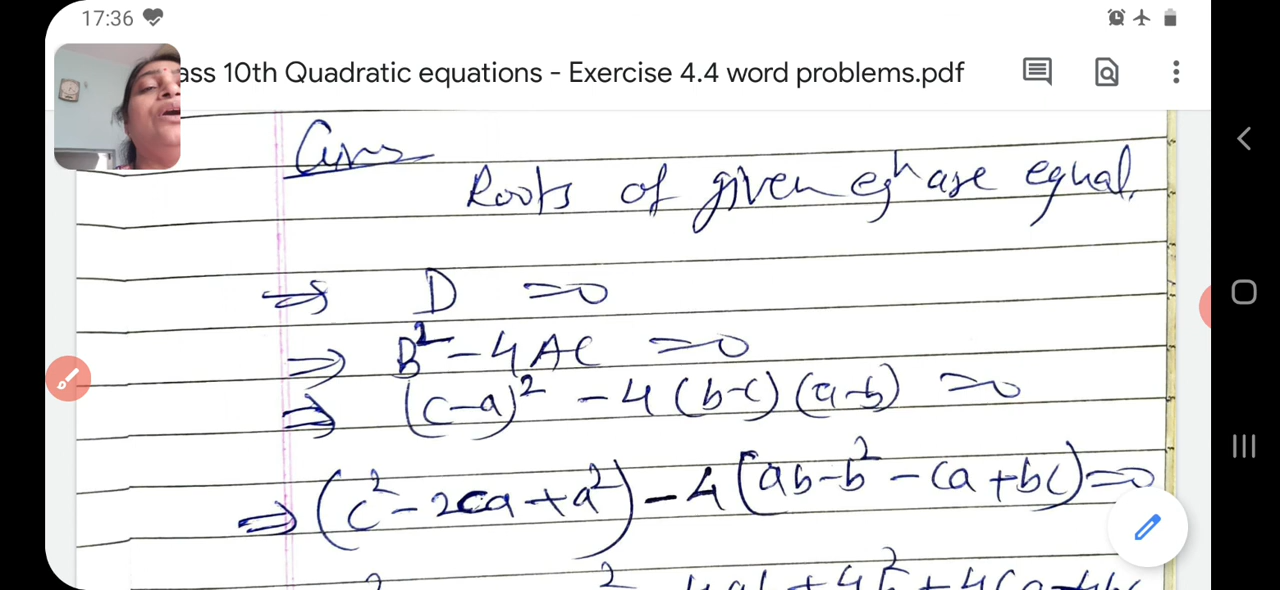 17:36
ass 10th Quadratic equations - Exercise 4.4 word problems.pdf
Ans
Roots of given eqn are equal.
⇒ D = 0
⇒ B² - 4AC = 0
⇒ (c-a)² - 4(b-c)(a-b) = 0
⇒ (c² - 2ca + a²) - 4(ab - b² - ca + bc) = 0